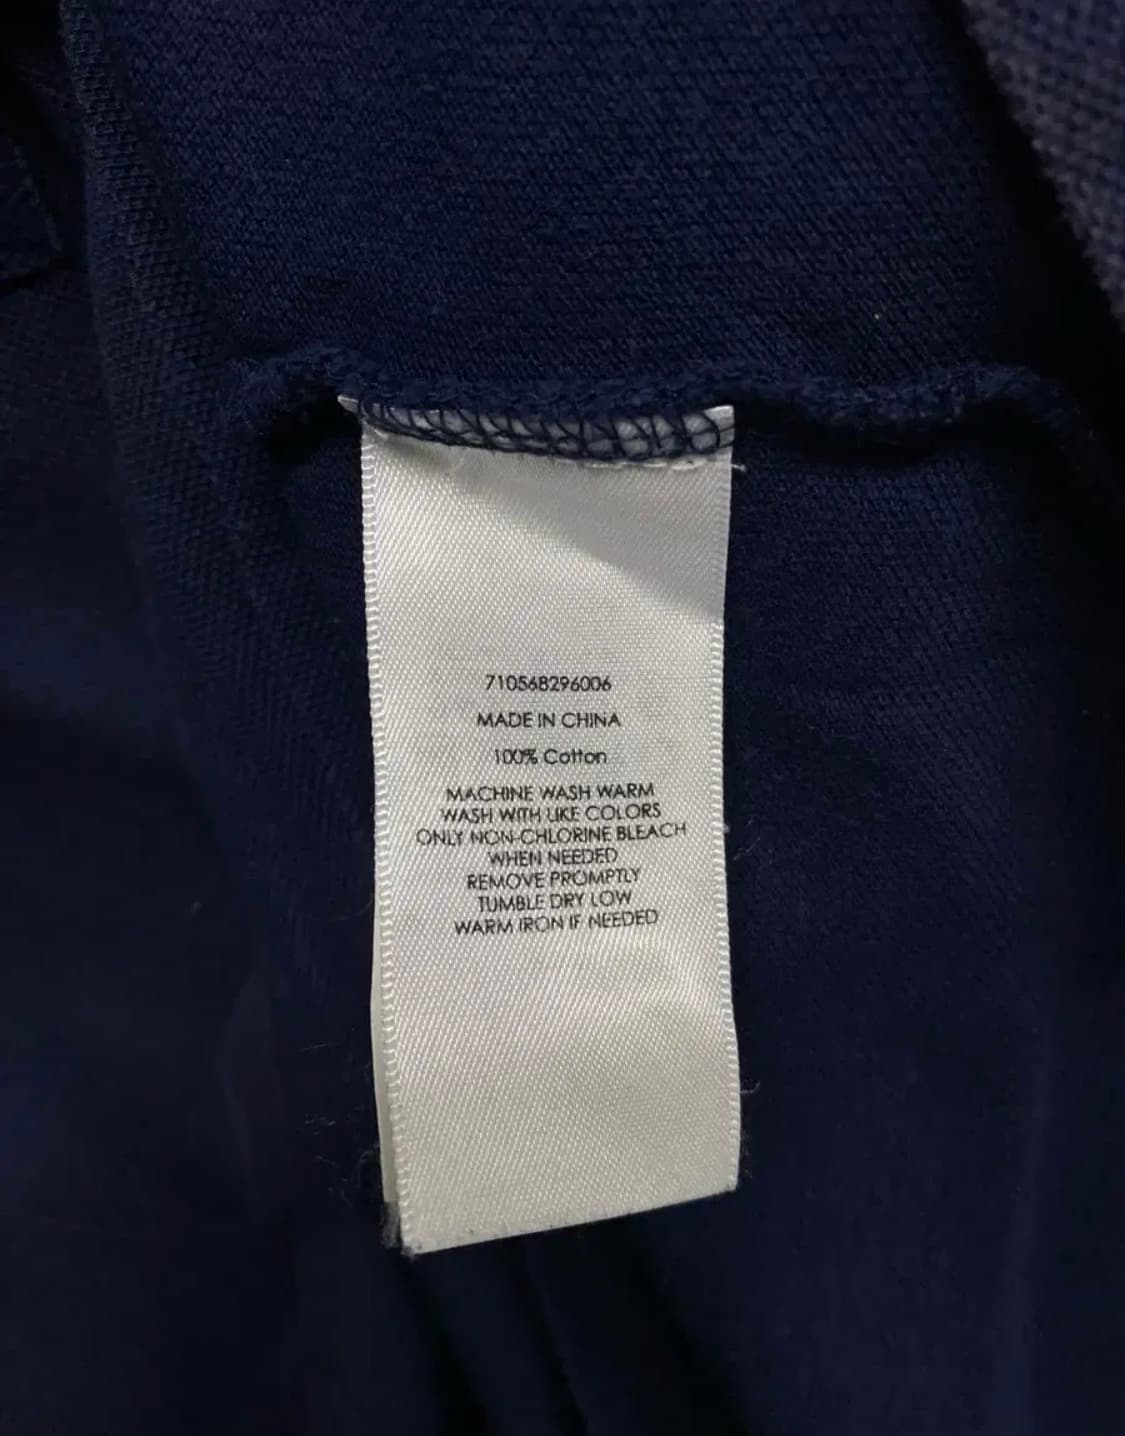 710568296006
MADE IN CHINA
100% Cotton
MACHINE WASH WARM
WASH WITH LIKE COLORS
ONLY NON-CHLORINE BLEACH
WHEN NEEDED
REMOVE PROMPTLY
TUMBLE DRY LOW
WARM IRON IF NEEDED